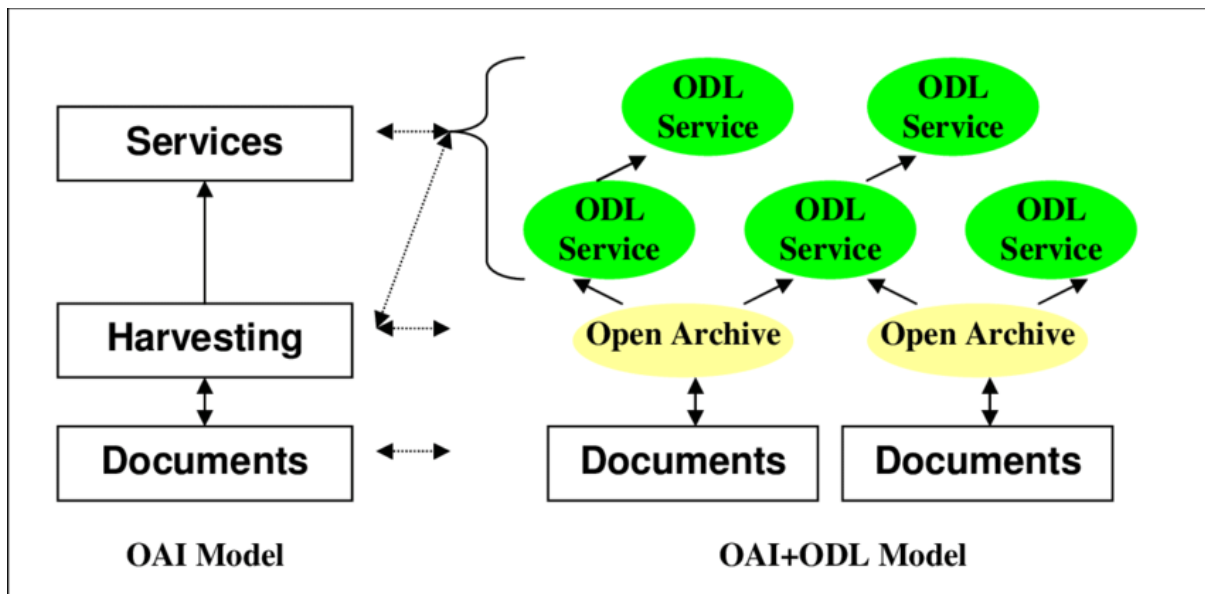 Services
Harvesting
Documents
OAI Model
ODL
Service
ODL
Service
ODL
Service
ODL
Service
ODL
Service
Open Archive
Open Archive
Documents
Documents
OAI+ODL Model